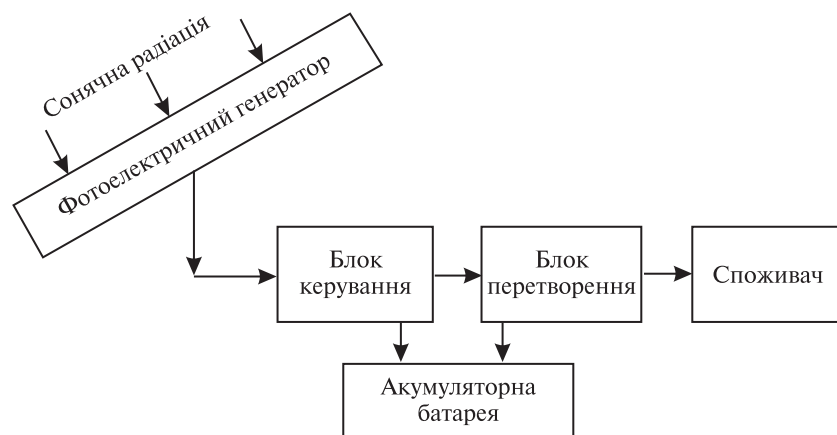 Сонячна радіація
Фотоелектричний генератор
Блок
керування
Блок
перетворення
Споживач
Акумуляторна
батарея